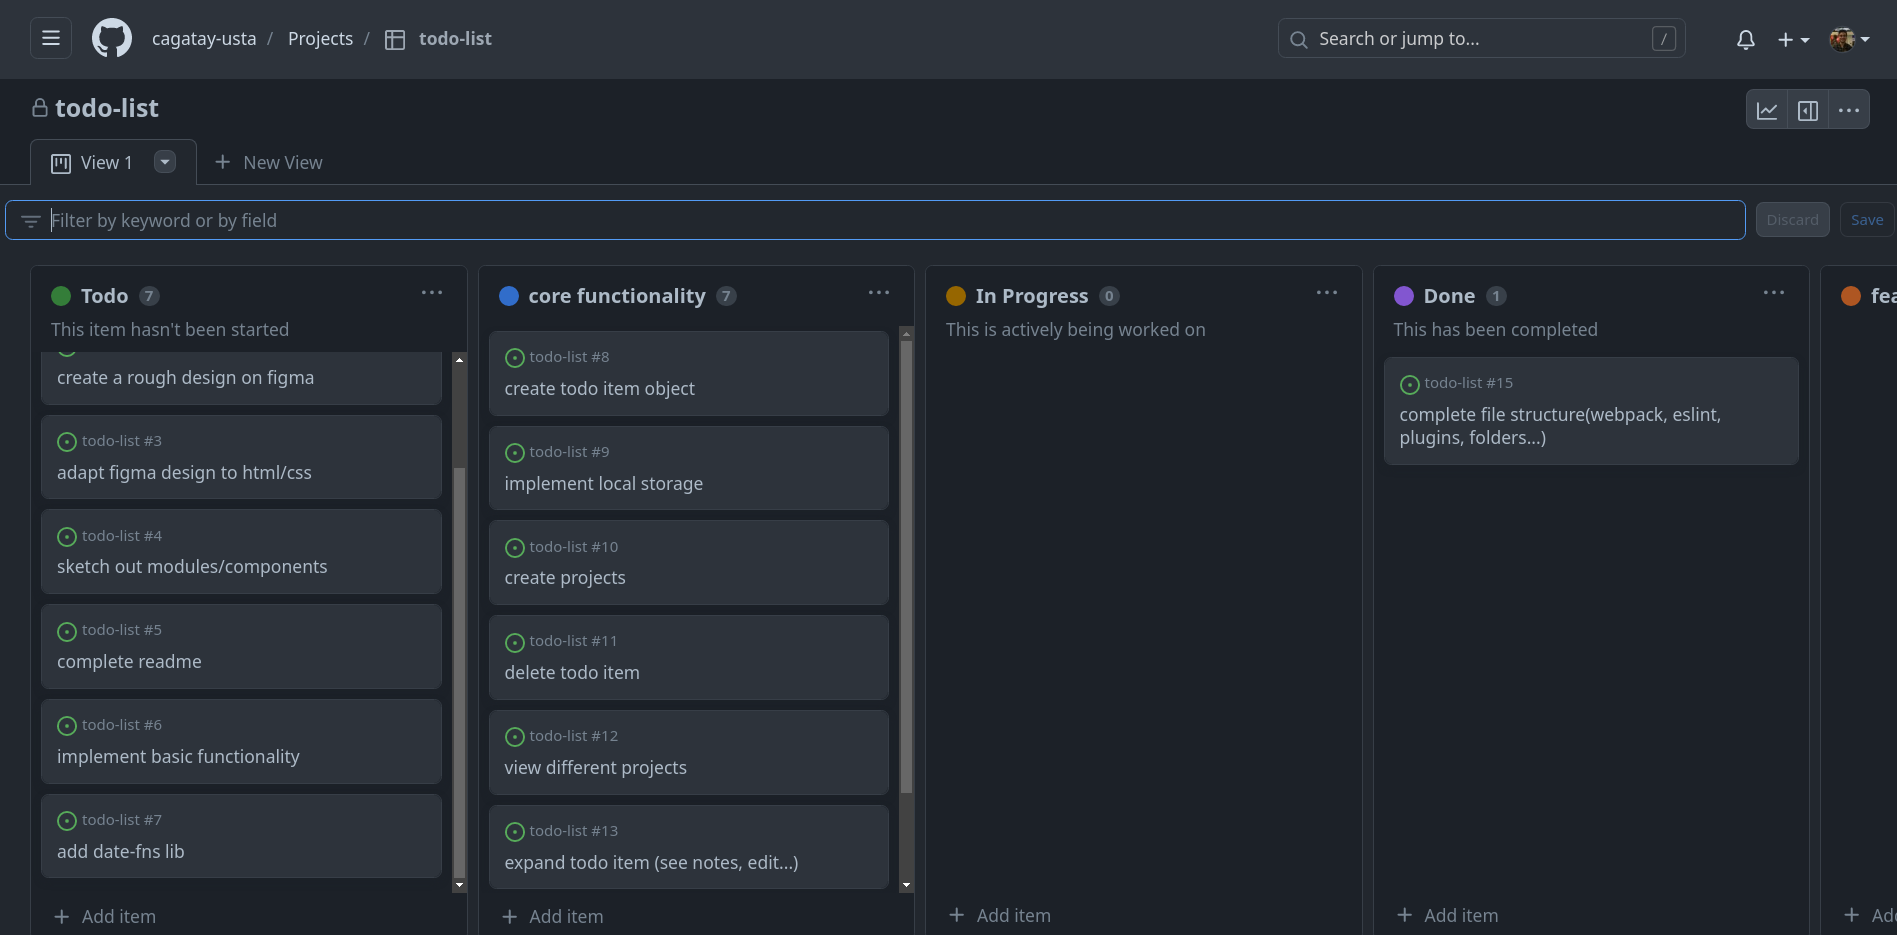 cagatay-usta / Projects / todo-list
Search or jump to...
/
todo-list
View 1
New View
Filter by keyword or by field
Discard
Save
Todo 7
This item hasn't been started
create a rough design on figma
todo-list #3
adapt figma design to html/css
todo-list #4
sketch out modules/components
todo-list #5
complete readme
todo-list #6
implement basic functionality
todo-list #7
add date-fns lib
Add item
core functionality 7
todo-list #8
create todo item object
todo-list #9
implement local storage
todo-list #10
create projects
todo-list #11
delete todo item
todo-list #12
view different projects
todo-list #13
expand todo item (see notes, edit...)
Add item
In Progress 0
This is actively being worked on
Add item
Done 1
This has been completed
todo-list #15
complete file structure(webpack, eslint,
plugins, folders...)
Add item